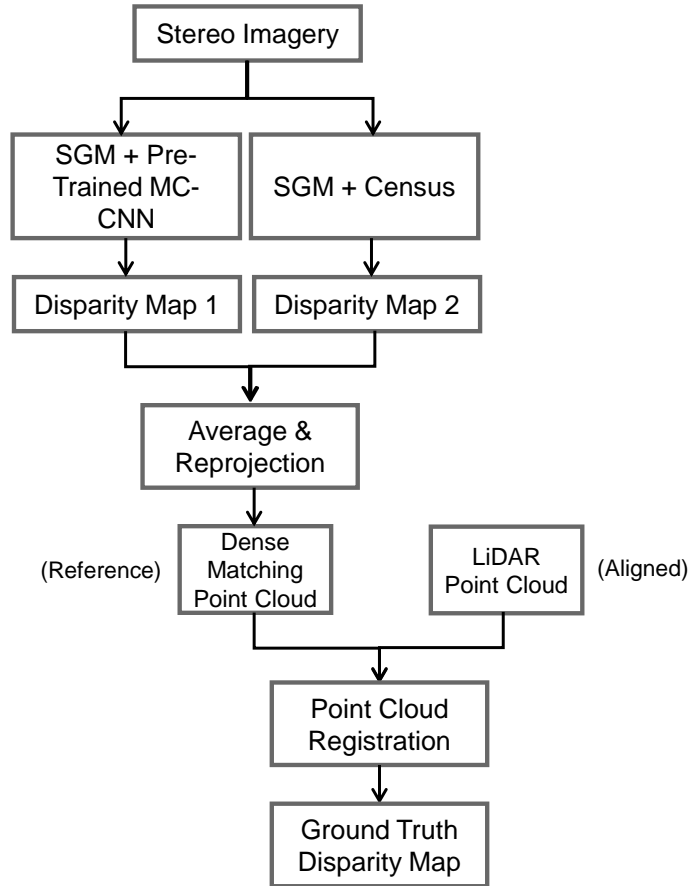 Stereo Imagery
SGM + Pre-
Trained MC-
CNN
SGM + Census
Disparity Map 1
Disparity Map 2
Average &
Reprojection
(Reference)
Dense
Matching
Point Cloud
LiDAR
Point Cloud
(Aligned)
Point Cloud
Registration
Ground Truth
Disparity Map